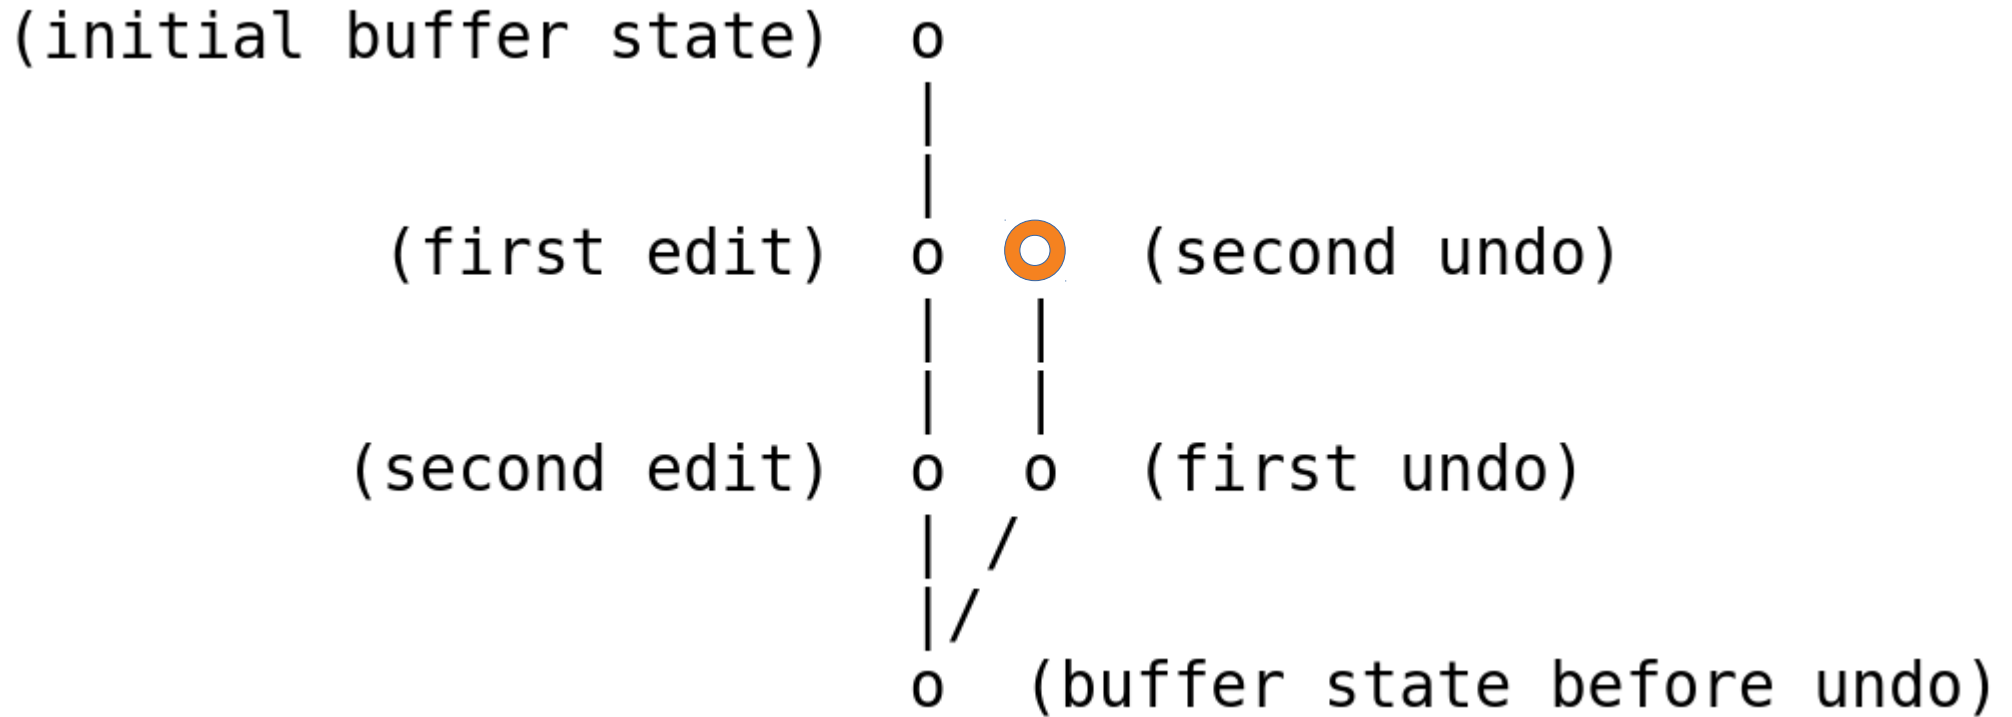 (initial buffer state) o
|
|
(first edit) o (second undo)
| |
| |
(second edit) o o (first undo)
| /
|/
o (buffer state before undo)